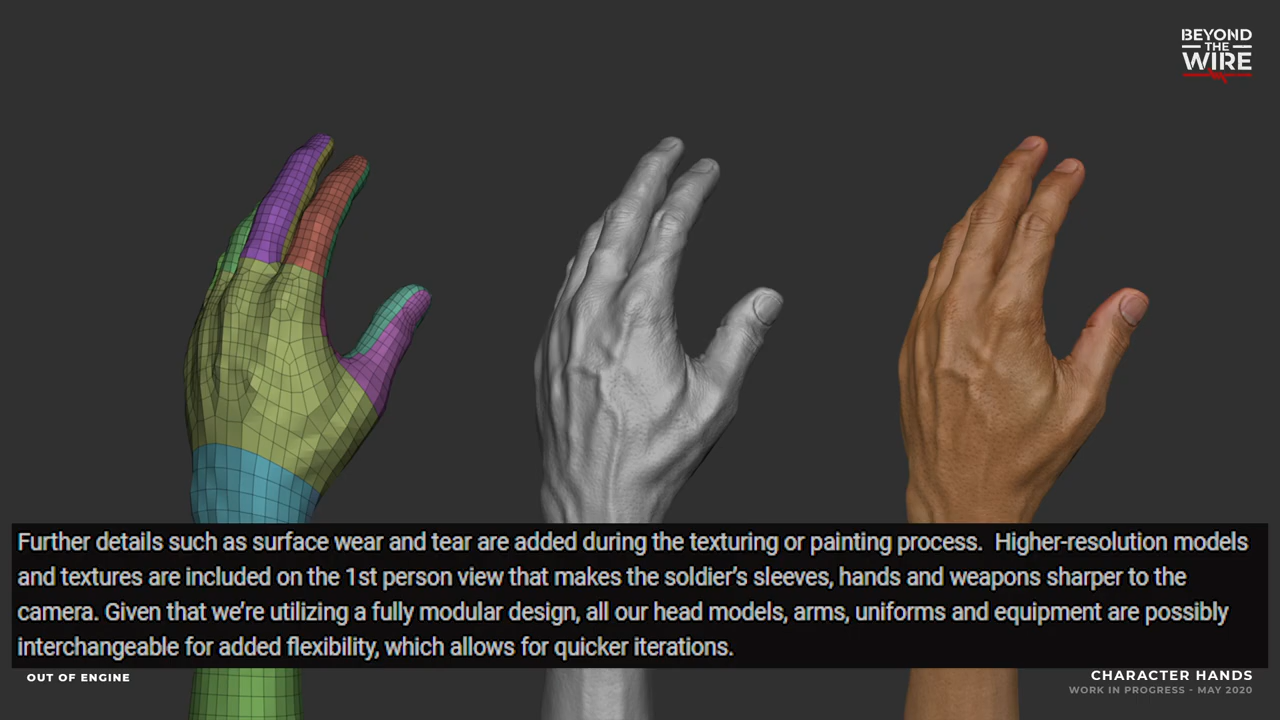 BEYOND
THE
WIRE
Further details such as surface wear and tear are added during the texturing or painting process.  Higher-resolution models
and textures are included on the 1st person view that makes the soldier’s sleeves, hands and weapons sharper to the
camera. Given that we’re utilizing a fully modular design, all our head models, arms, uniforms and equipment are possibly
interchangeable for added flexibility, which allows for quicker iterations.
OUT OF ENGINE
CHARACTER HANDS
WORK IN PROGRESS - MAY 2020